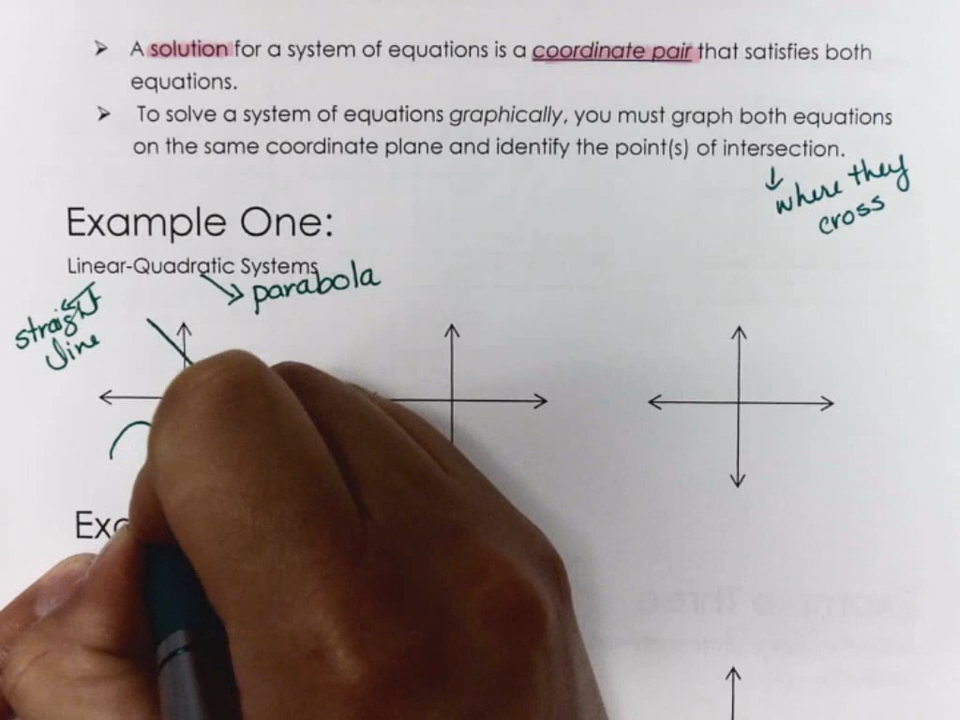 ➤ A solution for a system of equations is a coordinate pair that satisfies both
equations.
➤ To solve a system of equations graphically, you must graph both equations
on the same coordinate plane and identify the point(s) of intersection.
↓ where they
cross
Example One:
Linear-Quadratic Systems
parabola
straight
line